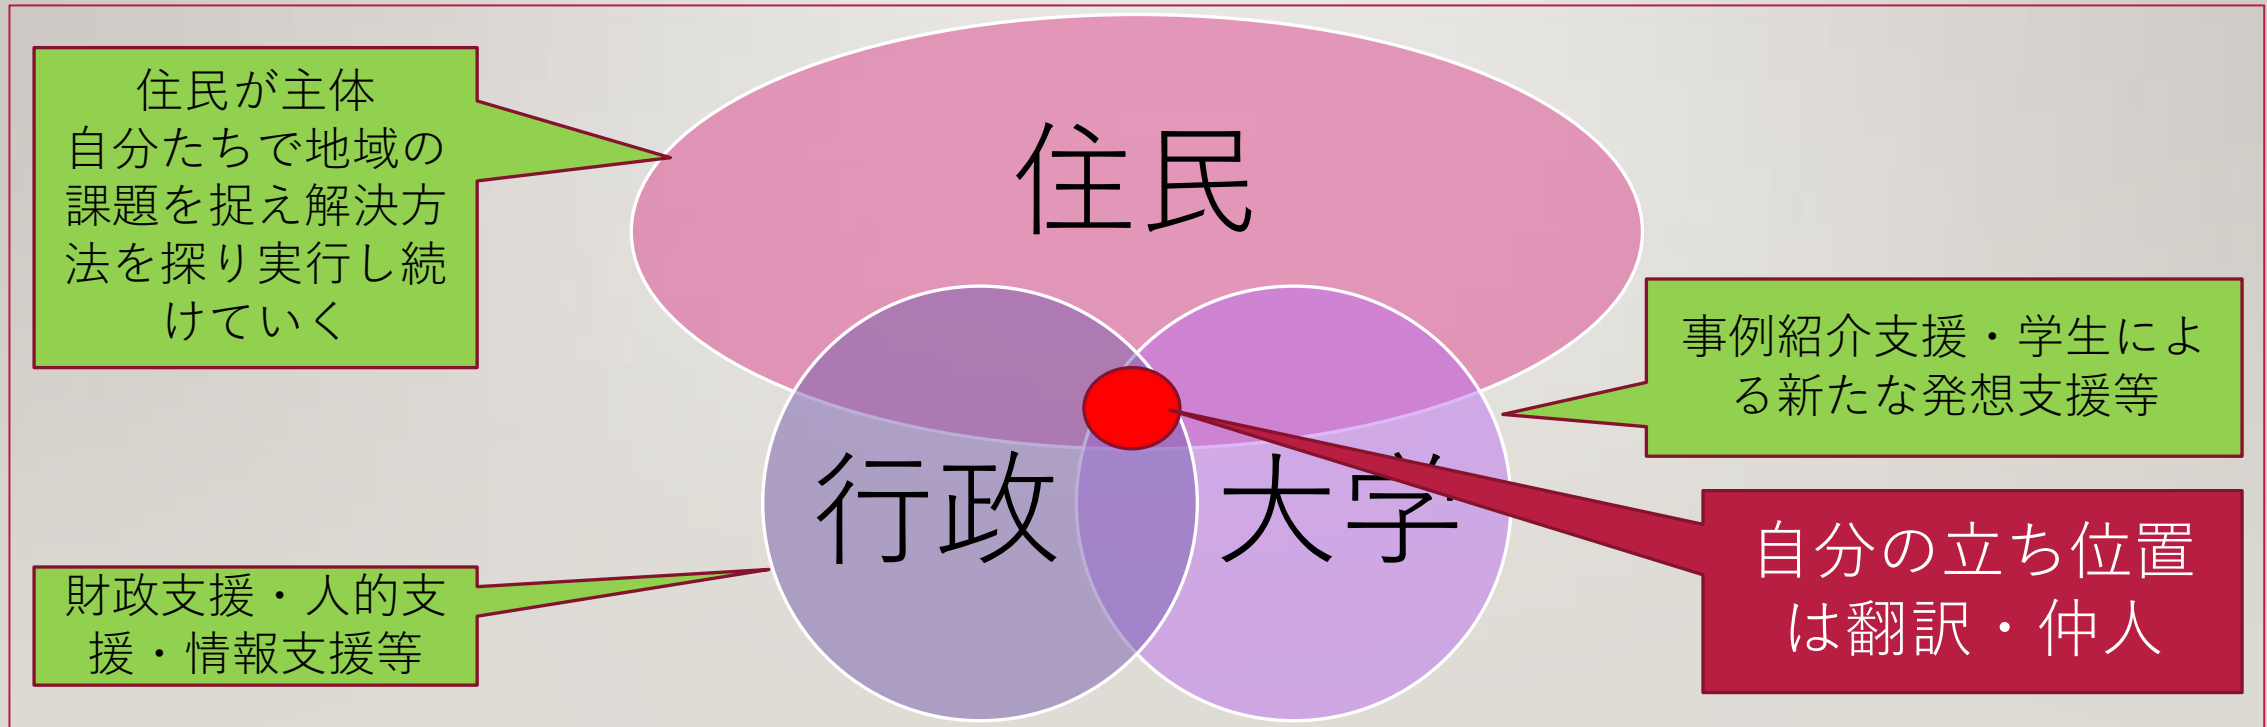 住民が主体
自分たちで地域の
課題を捉え解決方
法を探り実行し続
けていく
住民
事例紹介支援・学生によ
る新たな発想支援等
行政
大学
自分の立ち位置
は翻訳・仲人
財政支援・人的支
援・情報支援等